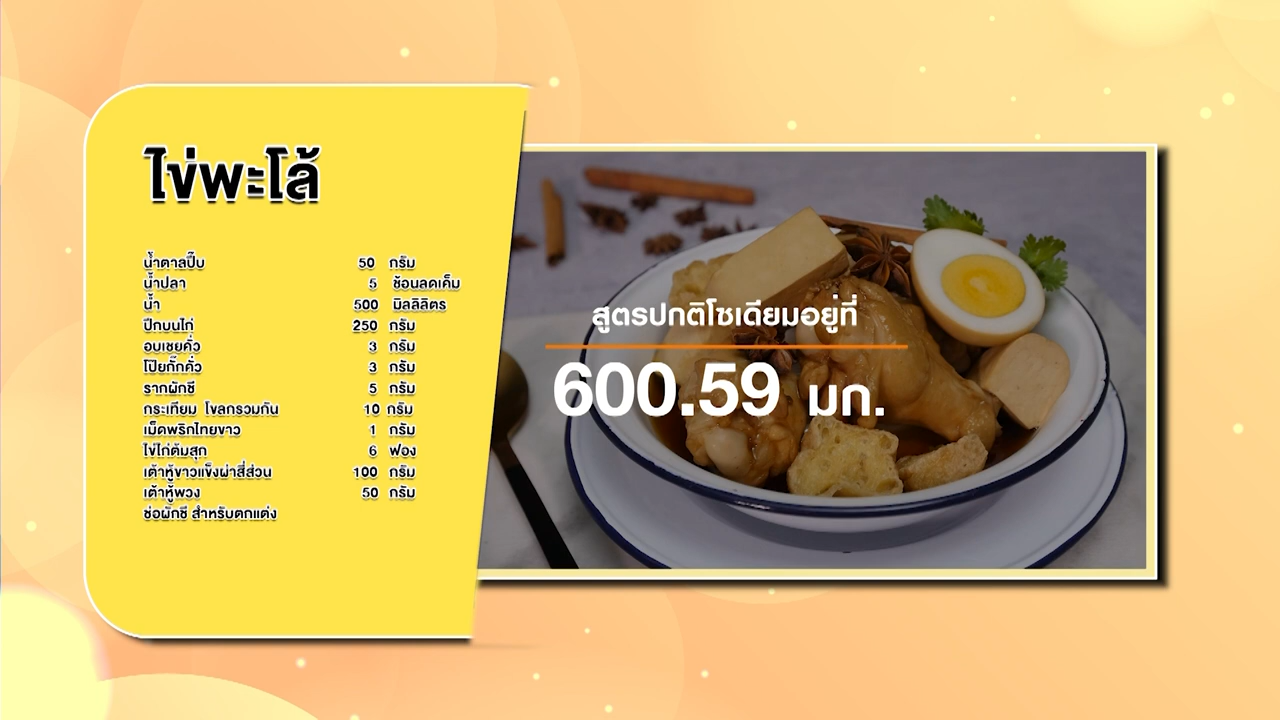 ไข่พะโล้
น้ำตาลปี๊บ 50 กรัม
น้ำปลา 5 ช้อนลดเค็ม
น้ำ 500 มิลลิลิตร
ปีกบนไก่ 250 กรัม
อบเชยคั่ว 3 กรัม
โป๊ยกั๊กคั่ว 3 กรัม
รากผักชี 5 กรัม
กระเทียม โขลกรวมกัน 10 กรัม
เม็ดพริกไทยขาว 1 กรัม
ไข่ไก่ต้มสุก 6 ฟอง
เต้าหู้ขาวแข็งผ่าสี่ส่วน 100 กรัม
เต้าหู้พวง 50 กรัม
ช่อผักชี สำหรับตกแต่ง
สูตรปกติโซเดียมอยู่ที่
600.59 มก.